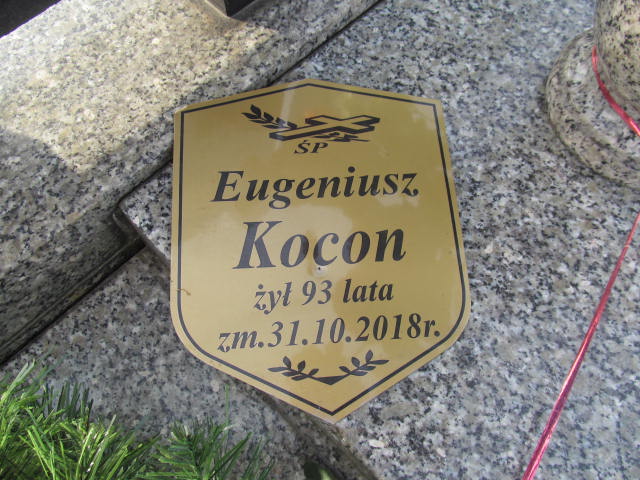 ŚP
Eugeniusz
Kocon
żył 93 lata
zm.31.10.2018r.